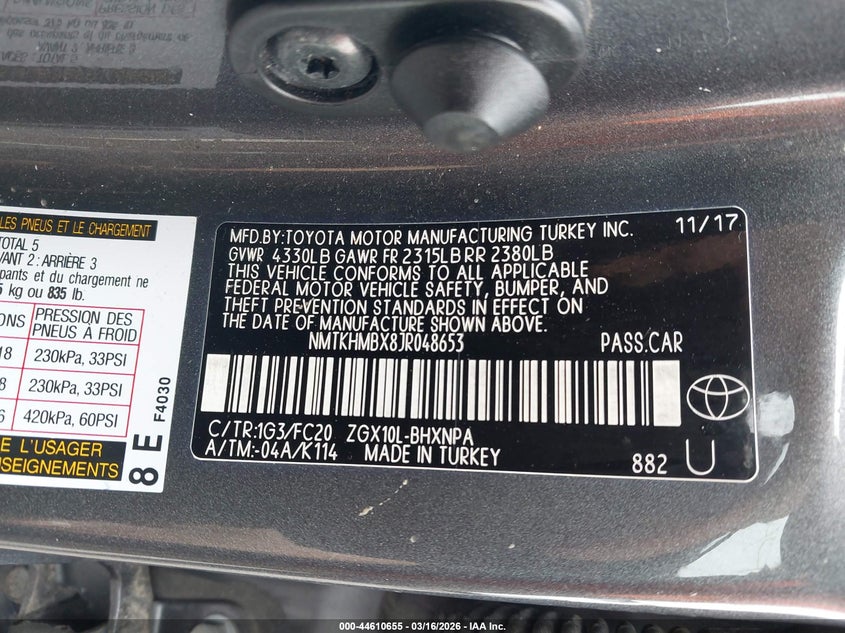 LES PNEUS ET LE CHARGEMENT
TOTAL 5
VANT 2 : ARRIÈRE 3
pants et du chargement ne
5 kg ou 835 lb.
ONS PRESSION DES PNEUS À FROID
18 230kPa, 33PSI
8 230kPa, 33PSI
6 420kPa, 60PSI
E L'USAGER
NSEIGNEMENTS
8 E F4030
MFD.BY:TOYOTA MOTOR MANUFACTURING TURKEY INC. 11/17
GVWR 4330LB GAWR FR 2315LB RR 2380LB
THIS VEHICLE CONFORMS TO ALL APPLICABLE
FEDERAL MOTOR VEHICLE SAFETY, BUMPER, AND
THEFT PREVENTION STANDARDS IN EFFECT ON
THE DATE OF MANUFACTURE SHOWN ABOVE.
NMTKHMBX8JR048653 PASS.CAR
C/TR:1G3/FC20 ZGX10L-BHXNPA
A/TM:-04A/K114 MADE IN TURKEY
882 U
000-44610655 - 03/16/2026 - IAA Inc.